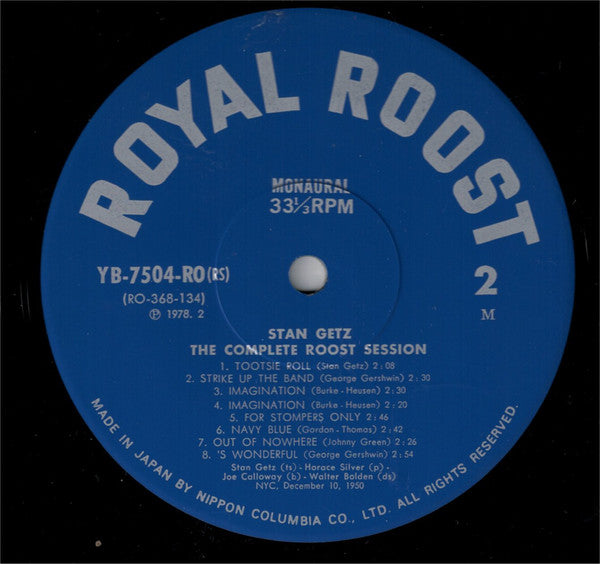 ROYAL ROOST
MONAURAL
33⅓RPM
YB-7504-RO(RS)
(RO-368-134)
℗ 1978. 2
2
M
STAN GETZ
THE COMPLETE ROOST SESSION
1. TOOTSIE ROLL (Stan Getz) 2:08
2. STRIKE UP THE BAND (George Gershwin) 2:30
3. IMAGINATION (Burke-Heusen) 2:30
4. IMAGINATION (Burke-Heusen) 2:20
5. FOR STOMPERS ONLY 2:46
6. NAVY BLUE (Gordon-Thomas) 2:42
7. OUT OF NOWHERE (Johnny Green) 2:26
8. 'S WONDERFUL (George Gershwin) 2:54
Stan Getz (ts) - Horace Silver (p) -
Joe Calloway (b) - Walter Bolden (ds)
NYC, December 10, 1950
MADE IN JAPAN BY NIPPON COLUMBIA CO., LTD. ALL RIGHTS RESERVED.